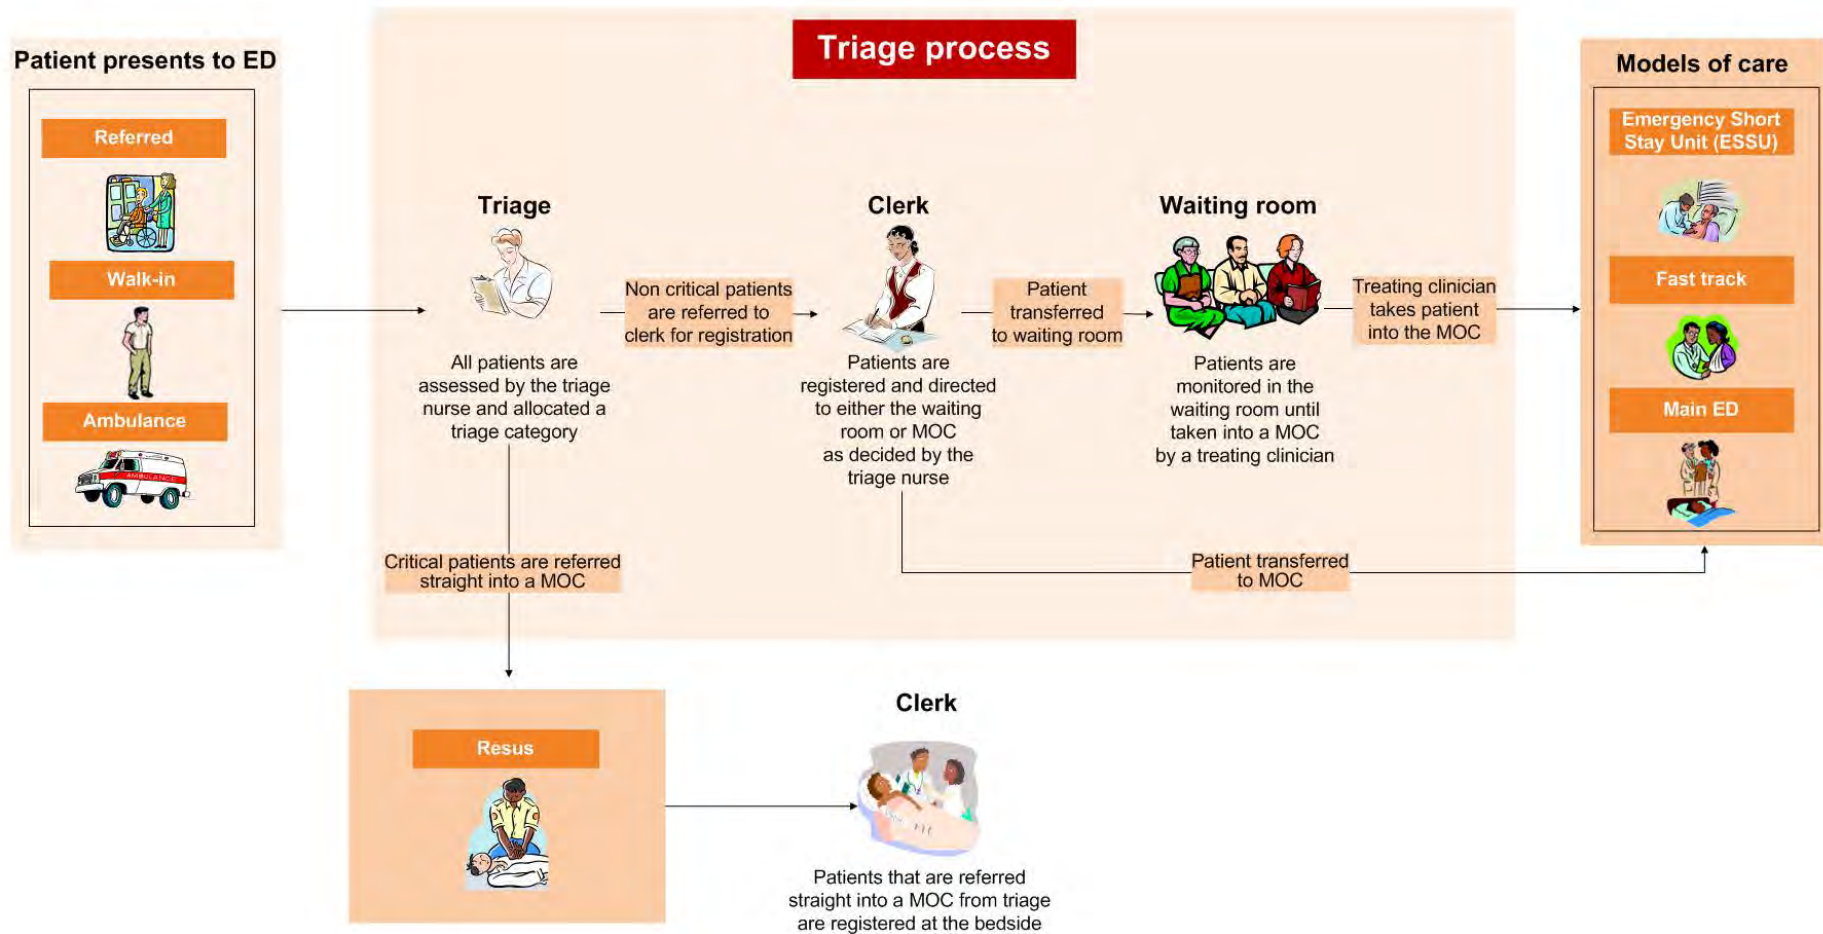 Triage process
Patient presents to ED
Referred
Walk-in
Ambulance
AMBULANCE
Triage
All patients are
assessed by the triage
nurse and allocated a
triage category
Non critical patients
are referred to
clerk for registration
Clerk
Patients are
registered and directed
to either the waiting
room or MOC
as decided by the
triage nurse
Patient
transferred
to waiting room
Waiting room
Patients are
monitored in the
waiting room until
taken into a MOC
by a treating clinician
Treating clinician
takes patient
into the MOC
Models of care
Emergency Short
Stay Unit (ESSU)
Fast track
Main ED
Critical patients are referred
straight into a MOC
Patient transferred
to MOC
Resus
Clerk
Patients that are referred
straight into a MOC from triage
are registered at the bedside